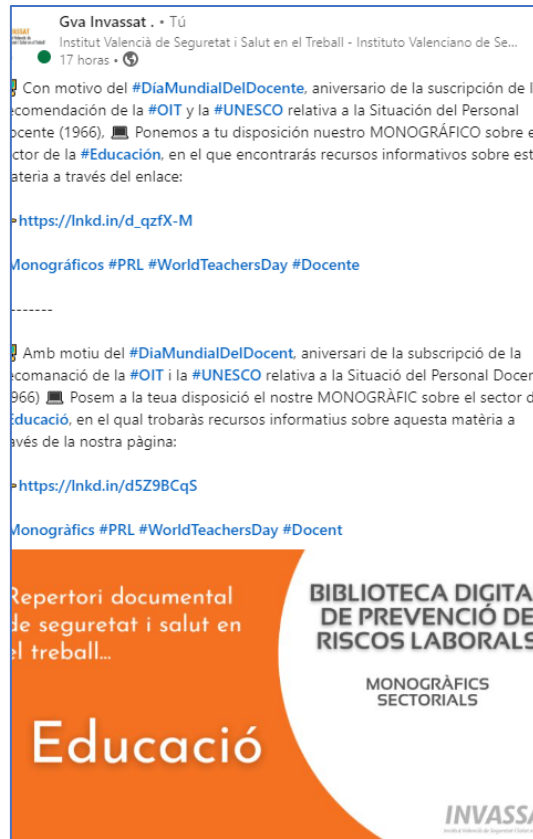 Gva Invassat . • Tú
Institut Valencià de Seguretat i Salut en el Treball - Instituto Valenciano de Se...
17 horas •
Con motivo del #DíaMundialDelDocente, aniversario de la suscripción de l
ecomendación de la #OIT y la #UNESCO relativa a la Situación del Personal
ocente (1966), Ponemos a tu disposición nuestro MONOGRÁFICO sobre e
ctor de la #Educación, en el que encontrarás recursos informativos sobre est
ateria a través del enlace:
https://lnkd.in/d_qzfX-M
Monográficos #PRL #WorldTeachersDay #Docente
-------
Amb motiu del #DiaMundialDelDocent, aniversari de la subscripció de la
ecomanació de la #OIT i la #UNESCO relativa a la Situació del Personal Docen
966) Posem a la teua disposició el nostre MONOGRÀFIC sobre el sector d
Educació, en el qual trobaràs recursos informatius sobre aquesta matèria a
avés de la nostra pàgina:
https://lnkd.in/d5Z9BCqS
Monogràfics #PRL #WorldTeachersDay #Docent
Repertori documental
de seguretat i salut en
el treball...
Educació
BIBLIOTECA DIGITA
DE PREVENCIÓ DE
RISCOS LABORALS
MONOGRÀFICS
SECTORIALS
INVASSA